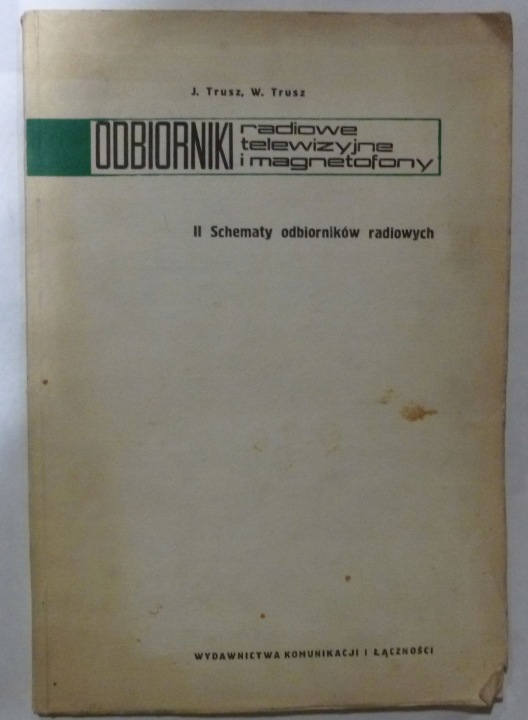 J. Trusz, W. Trusz
ODBIORNIKI radiowe
telewizyjne
i magnetofony
II Schematy odbiorników radiowych
WYDAWNICTWA KOMUNIKACJI I ŁĄCZNOŚCI